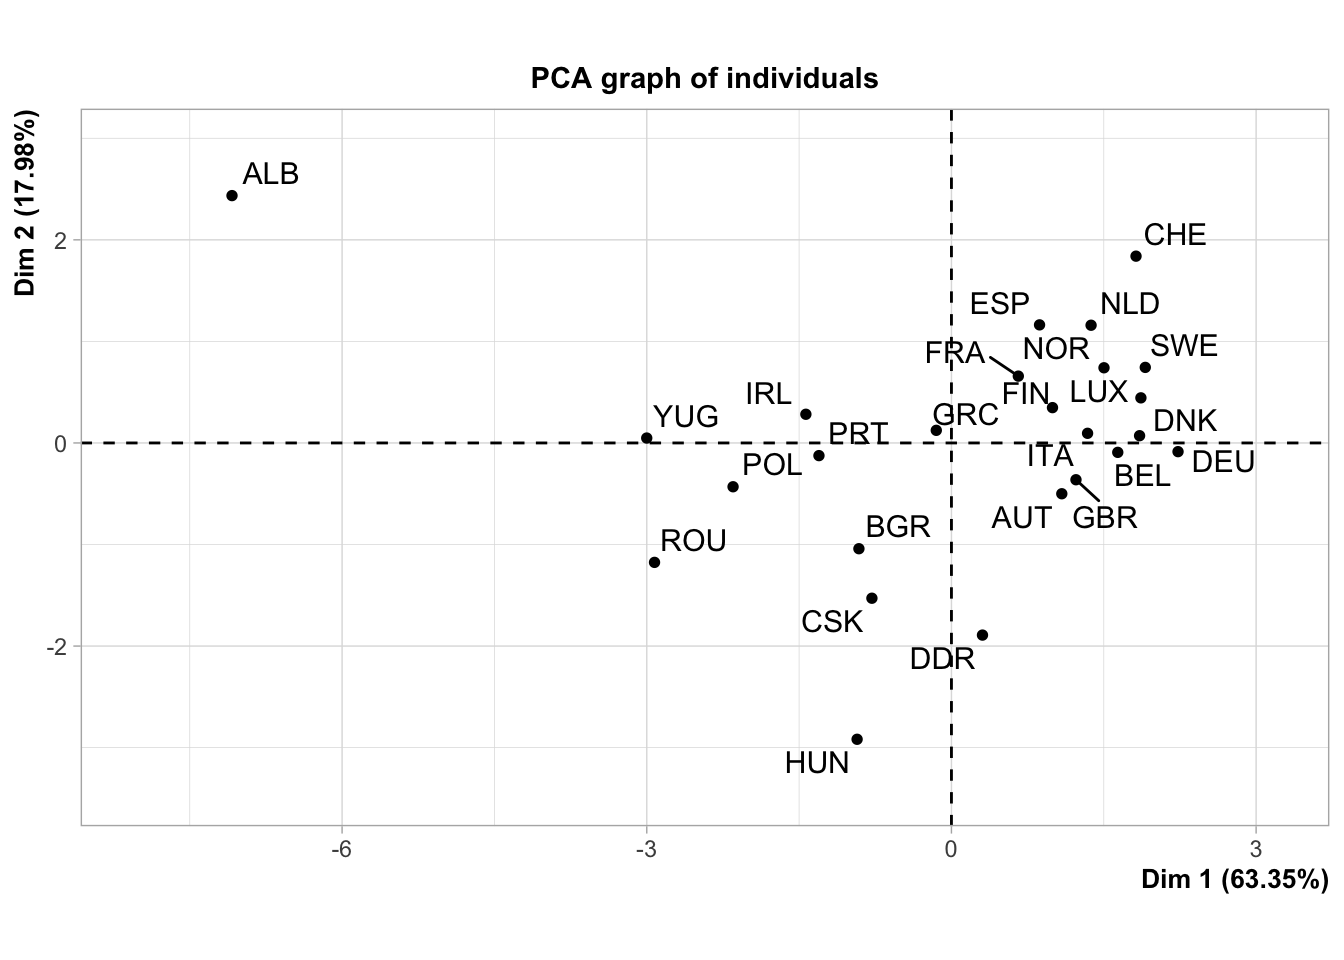 PCA graph of individuals
Dim 2 (17.98%)
ALB
2
CHE
ESP
NLD
FRA
NOR
SWE
IRL
FIN
LUX
YUG
GRC
DNK
PRT
0
POL
ITA
DEU
BEL
AUT
GBR
BGR
ROU
CSK
-2
DDR
HUN
-6
-3
0
3
Dim 1 (63.35%)